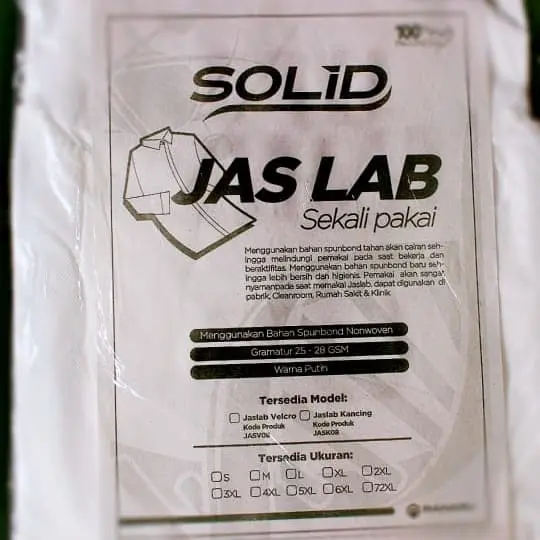 SOLID
JAS LAB
Sekali pakai
Menggunakan bahan spunbond tahan akan cairan seh-
ingga melindungi pemakai pada saat bekerja dan
beraktifitas. Menggunakan bahan spunbond baru seh-
ingga lebih bersih dan higienis. Pemakai akan sangat
nyamanpada saat memakai Jaslab. dapat digunakan di
pabrik, Cleanroom, Rumah Sakit & Klinik.
Menggunakan Bahan Spunbond Nonwoven
Gramatur 25 - 28 GSM
Warna Putih
Tersedia Model:
Jaslab Velcro Jaslab Kancing
Kode Produk Kode Produk
JASV08 JASK08
Tersedia Ukuran:
S M L XL 2XL
3XL 4XL 5XL 6XL 72XL